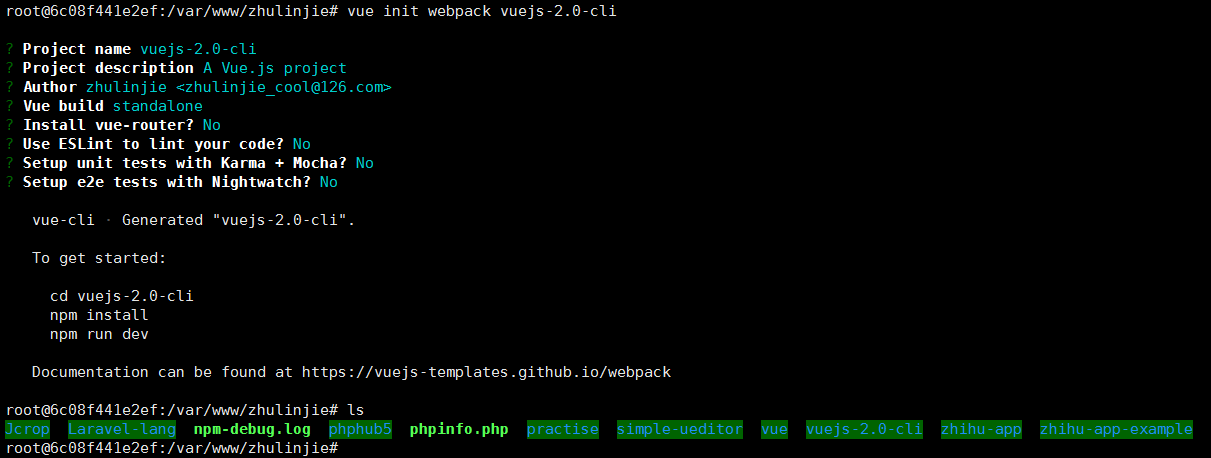 root@6c08f441e2ef:/var/www/zhulinjie# vue init webpack vuejs-2.0-cli
? Project name vuejs-2.0-cli
? Project description A Vue.js project
? Author zhulinjie <zhulinjie_cool@126.com>
? Vue build standalone
? Install vue-router? No
? Use ESLint to lint your code? No
? Setup unit tests with Karma + Mocha? No
? Setup e2e tests with Nightwatch? No
vue-cli · Generated "vuejs-2.0-cli".
To get started:
cd vuejs-2.0-cli
npm install
npm run dev
Documentation can be found at https://vuejs-templates.github.io/webpack
root@6c08f441e2ef:/var/www/zhulinjie# ls
Jcrop Laravel-lang npm-debug.log phphub5 phpinfo.php practise simple-ueditor vue vuejs-2.0-cli zhihu-app zhihu-app-example
root@6c08f441e2ef:/var/www/zhulinjie#